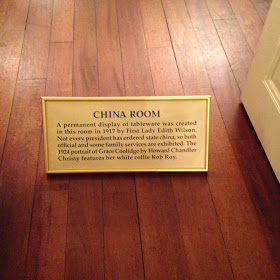 CHINA ROOM
A permanent display of tableware was created
in this room in 1917 by First Lady Edith Wilson.
Not every president has ordered state china, so both
official and some family services are exhibited. The
1924 portrait of Grace Coolidge by Howard Chandler
Christy features her white collie Rob Roy.